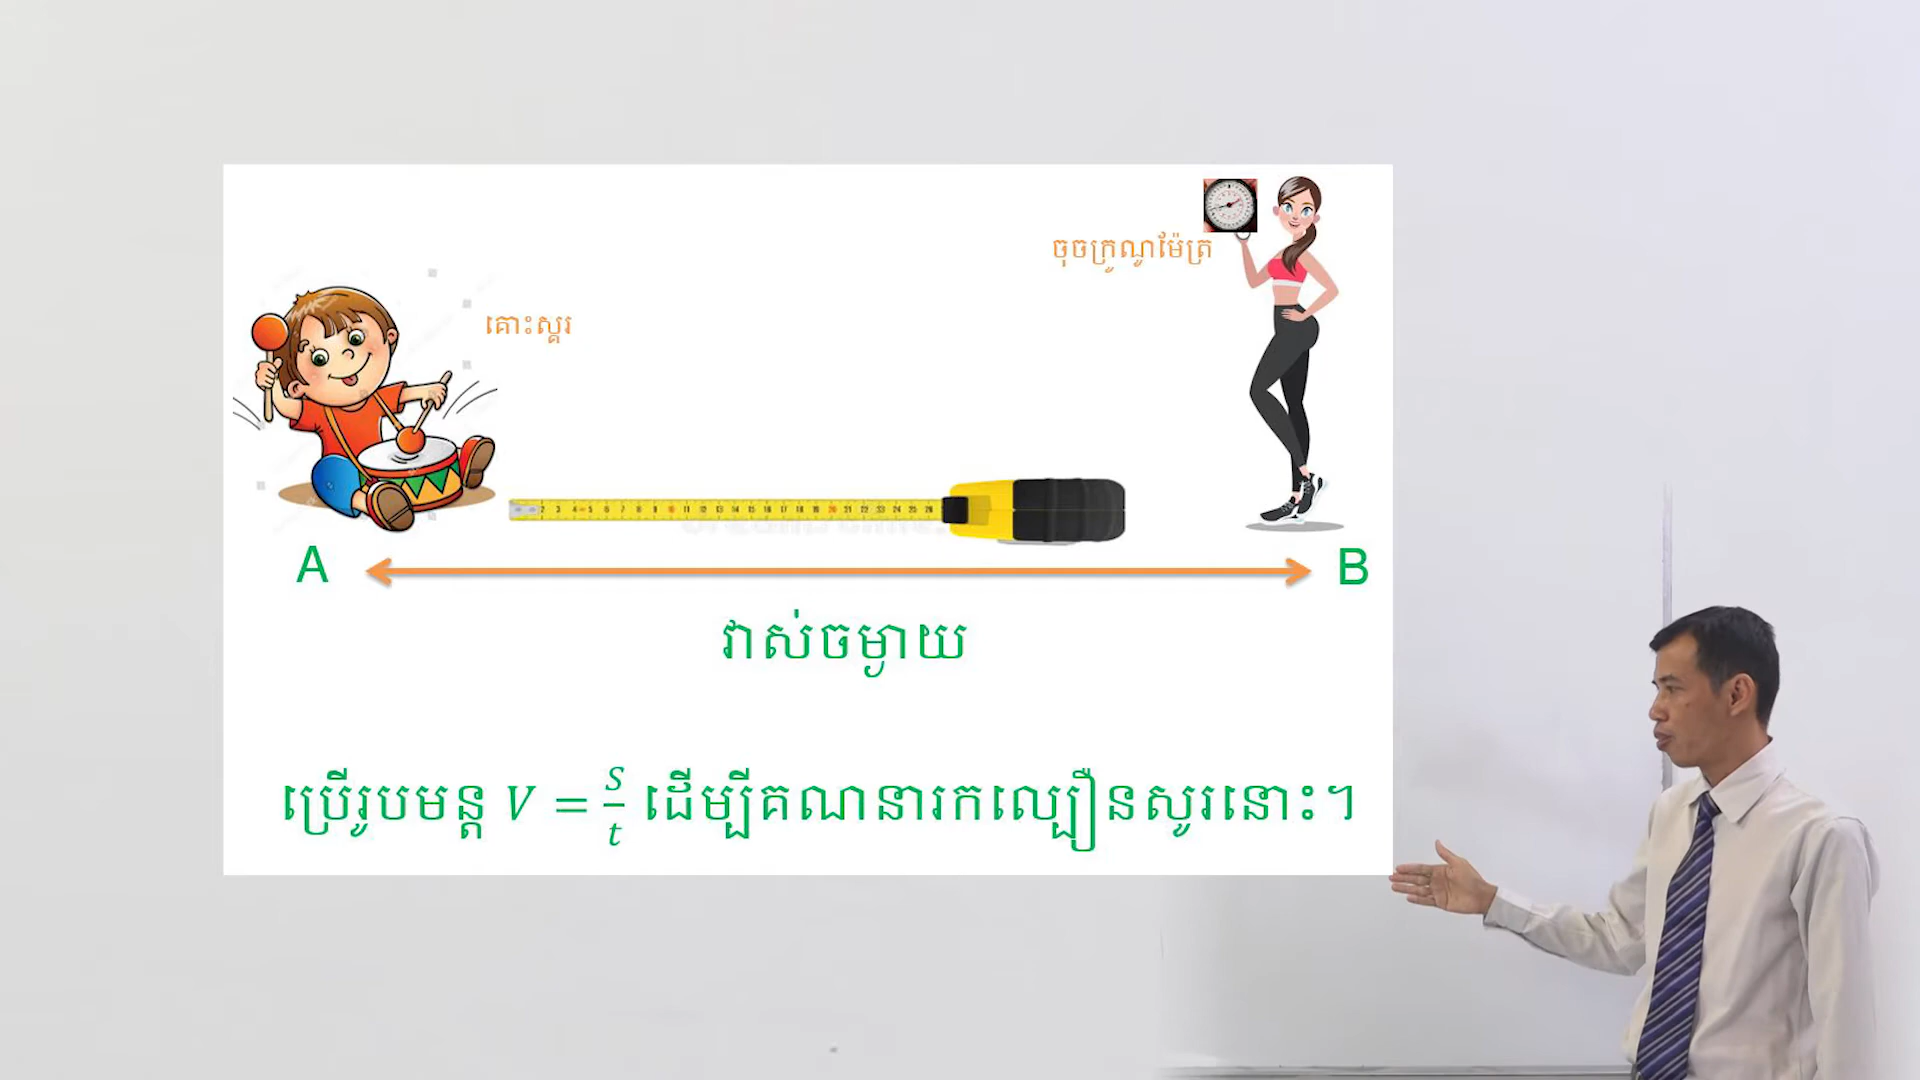 ចុចក្រូណូម៉ែត្រ
គោះស្គរ
A B
វាស់ចម្ងាយ
ប្រើរូបមន្ត V = S/t ដើម្បីគណនារកល្បឿនសូរនោះ។